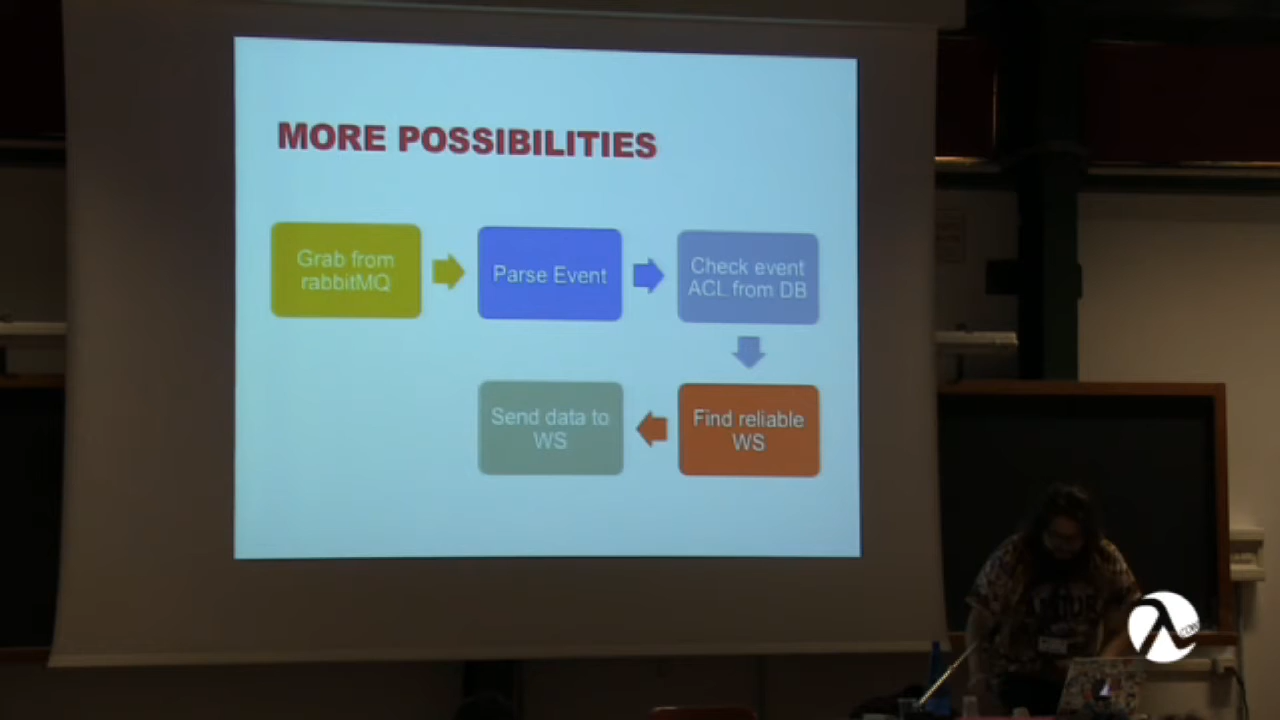 MORE POSSIBILITIES
Grab from
rabbitMQ
Parse Event
Check event
ACL from DB
Find reliable
WS
Send data to
WS